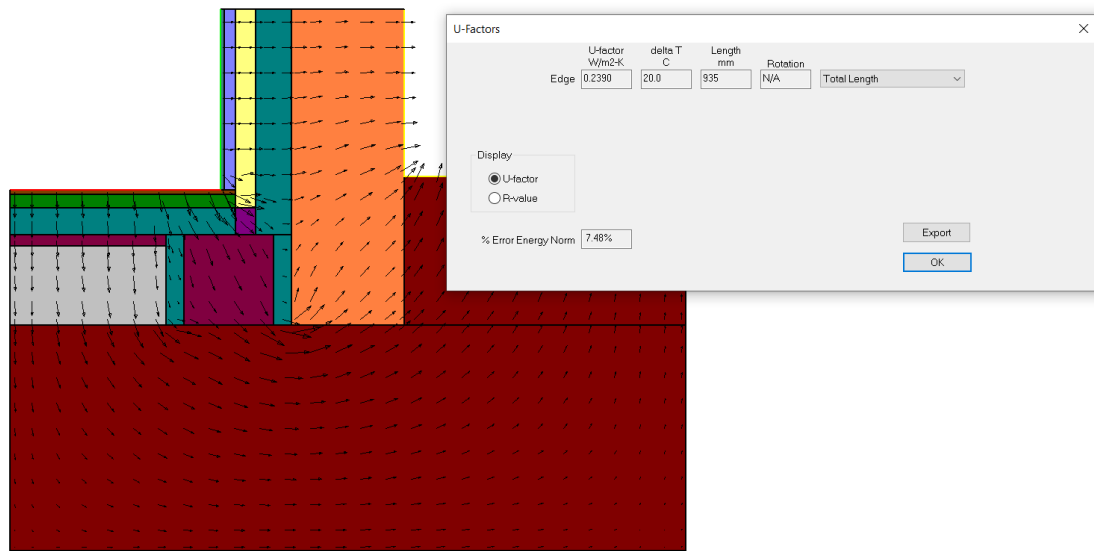 U-Factors
U-factor delta T Length
W/m2-K C mm Rotation
Edge 0.2390 20.0 935 N/A Total Length
Display
U-factor
R-value
% Error Energy Norm 7.48%
Export
OK